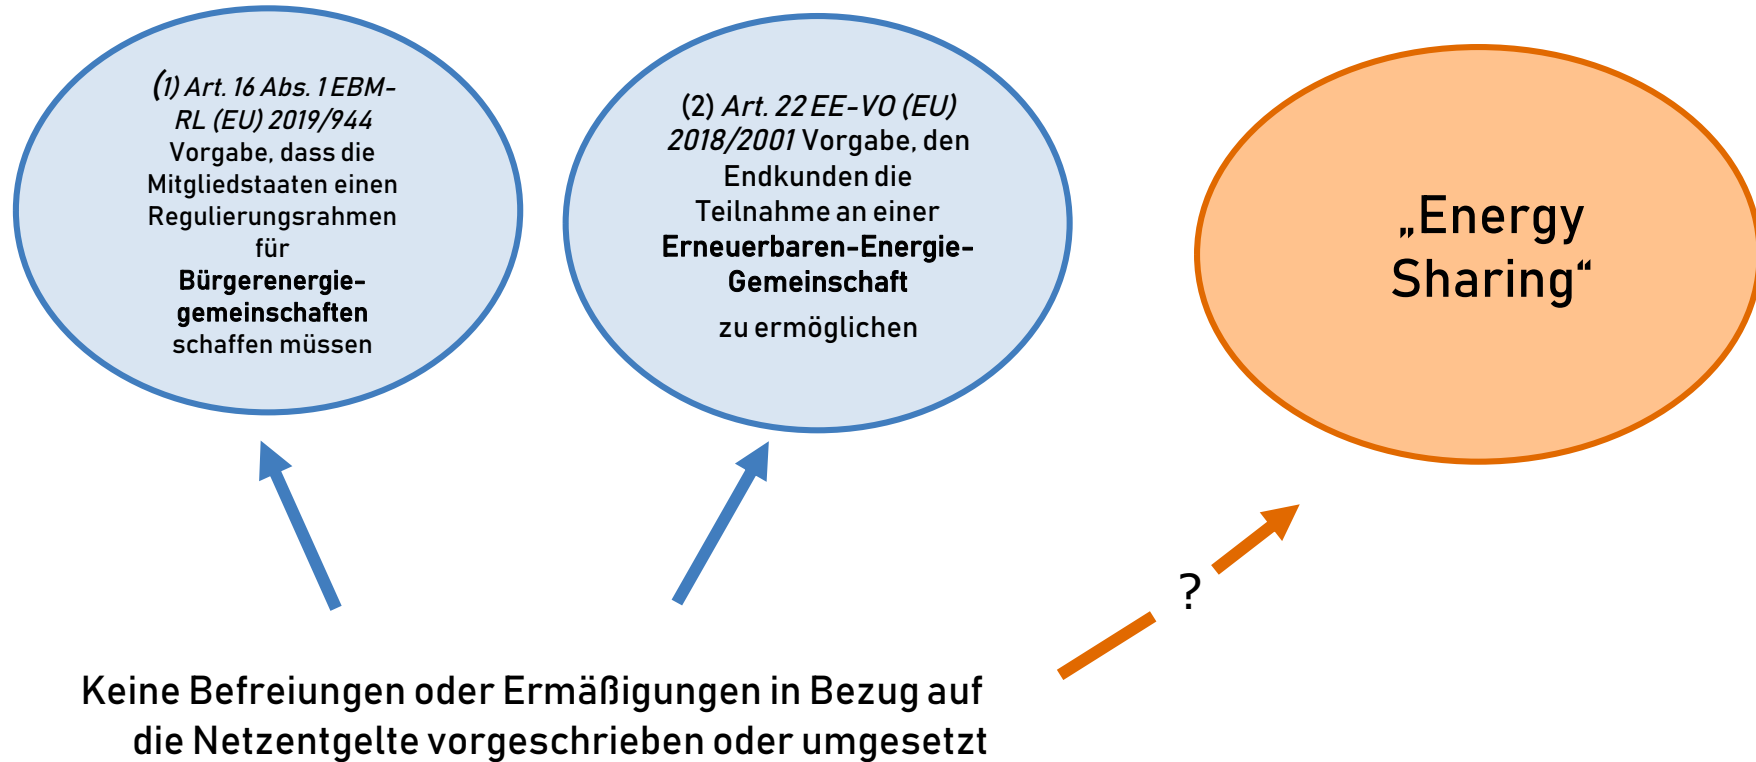 (1) Art. 16 Abs. 1 EBM-
RL (EU) 2019/944
Vorgabe, dass die
Mitgliedstaaten einen
Regulierungsrahmen
für
Bürgerenergie-
gemeinschaften
schaffen müssen
(2) Art. 22 EE-VO (EU)
2018/2001 Vorgabe, den
Endkunden die
Teilnahme an einer
Erneuerbaren-Energie-
Gemeinschaft
zu ermöglichen
„Energy
Sharing“
?
Keine Befreiungen oder Ermäßigungen in Bezug auf
die Netzentgelte vorgeschrieben oder umgesetzt